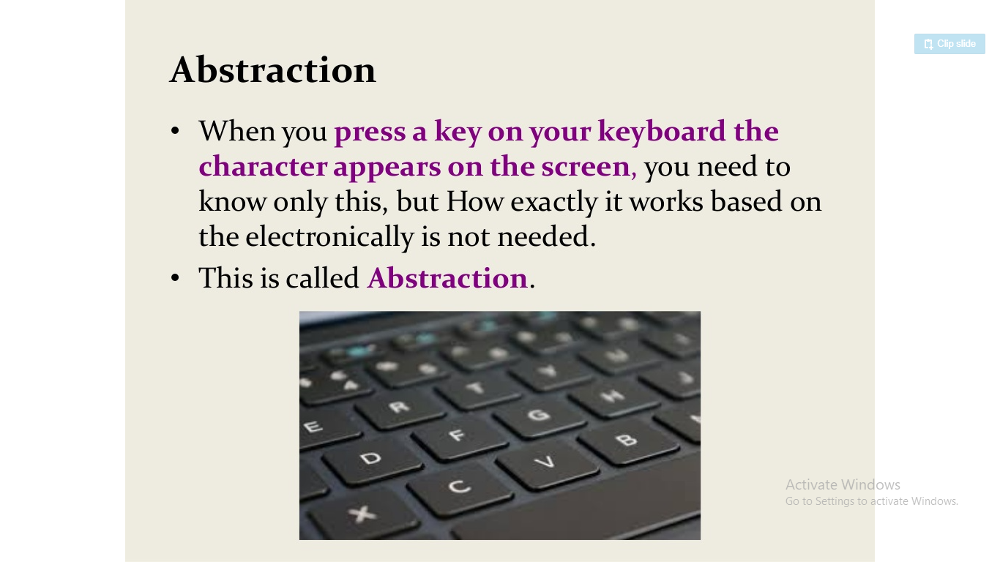 Abstraction
Clip slide
• When you press a key on your keyboard the
character appears on the screen, you need to
know only this, but How exactly it works based on
the electronically is not needed.
• This is called Abstraction.
E R T Y U
D F G H J
X C V B
Activate Windows
Go to Settings to activate Windows.